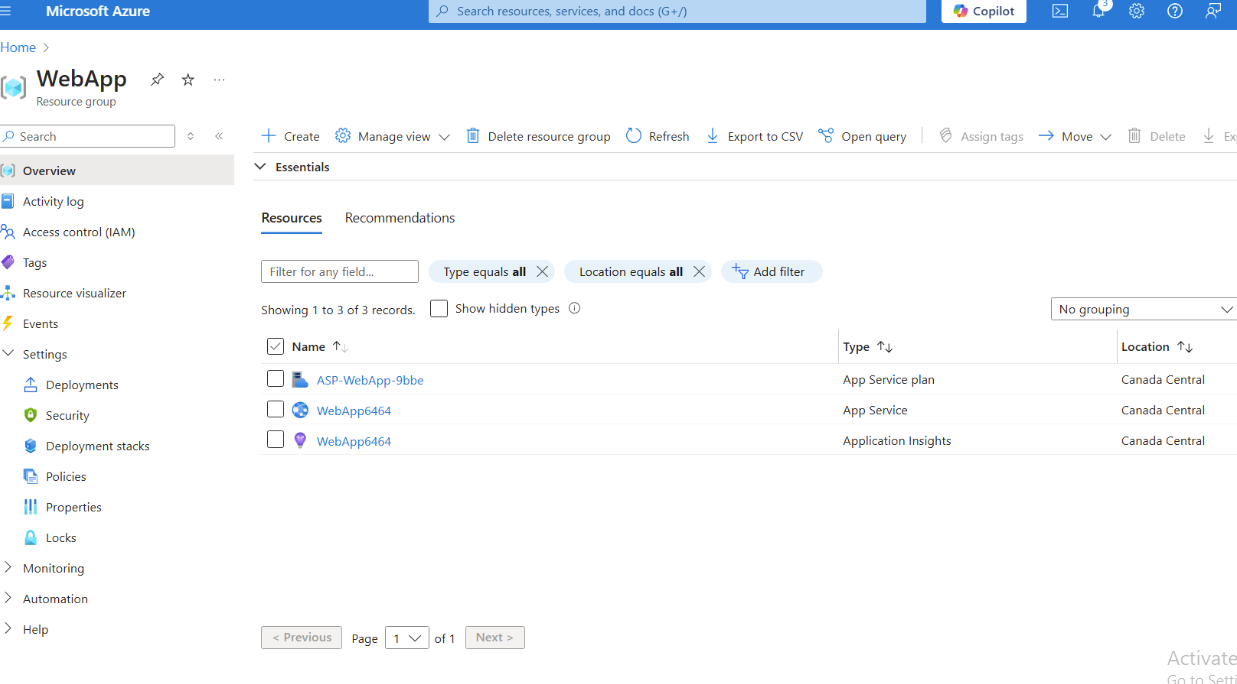 Microsoft Azure
Search resources, services, and docs (G+/)
Copilot
3
Home
WebApp
Resource group
Search
Create
Manage view
Delete resource group
Refresh
Export to CSV
Open query
Assign tags
Move
Delete
Overview
Activity log
Access control (IAM)
Tags
Resource visualizer
Events
Settings
Deployments
Security
Deployment stacks
Policies
Properties
Locks
Monitoring
Automation
Help
Essentials
Resources Recommendations
Filter for any field...
Type equals all
Location equals all
Add filter
Showing 1 to 3 of 3 records.
Show hidden types
No grouping
Name Type Location
ASP-WebApp-9bbe App Service plan Canada Central
WebApp6464 App Service Canada Central
WebApp6464 Application Insights Canada Central
< Previous Page 1 of 1 Next >
Activate
Go to